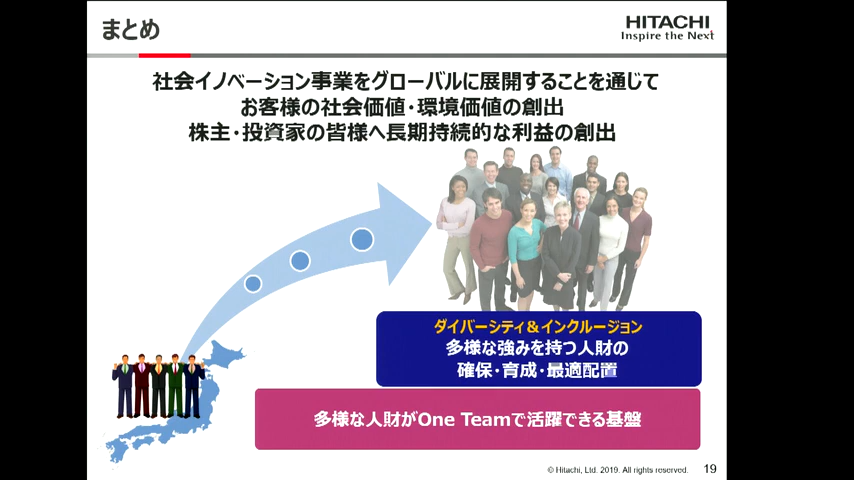 まとめ
HITACHI
Inspire the Next
社会イノベーション事業をグローバルに展開することを通じて
お客様の社会価値・環境価値の創出
株主・投資家の皆様へ長期持続的な利益の創出
ダイバーシティ＆インクルージョン
多様な強みを持つ人財の
確保・育成・最適配置
多様な人財がOne Teamで活躍できる基盤
© Hitachi, Ltd. 2019. All rights reserved.
19